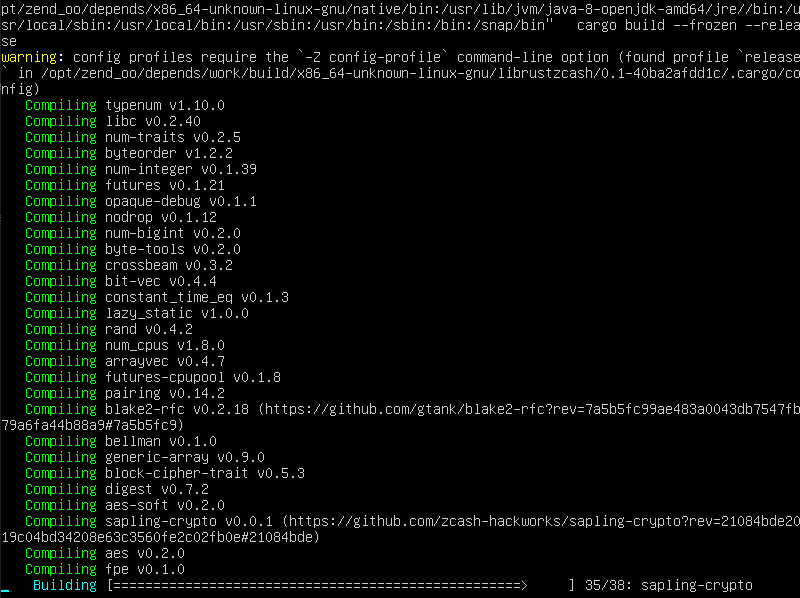 pt/zend_oo/depends/x86_64-unknown-linux-gnu/native/bin:/usr/lib/jvm/java-8-openjdk-amd64/jre//bin:/u
sr/local/sbin:/usr/local/bin:/usr/sbin:/usr/bin:/sbin:/bin:/snap/bin"   cargo build --frozen --relea
se
warning: config profiles require the `-Z config-profile` command-line option (found profile `release
` in /opt/zend_oo/depends/work/build/x86_64-unknown-linux-gnu/librustzcash/0.1-40ba2afdd1c/.cargo/co
nfig)
   Compiling typenum v1.10.0
   Compiling libc v0.2.40
   Compiling num-traits v0.2.5
   Compiling byteorder v1.2.2
   Compiling num-integer v0.1.39
   Compiling futures v0.1.21
   Compiling opaque-debug v0.1.1
   Compiling nodrop v0.1.12
   Compiling num-bigint v0.2.0
   Compiling byte-tools v0.2.0
   Compiling crossbeam v0.3.2
   Compiling bit-vec v0.4.4
   Compiling constant_time_eq v0.1.3
   Compiling lazy_static v1.0.0
   Compiling rand v0.4.2
   Compiling num_cpus v1.8.0
   Compiling arrayvec v0.4.7
   Compiling futures-cpupool v0.1.8
   Compiling pairing v0.14.2
   Compiling blake2-rfc v0.2.18 (https://github.com/gtank/blake2-rfc?rev=7a5b5fc99ae483a0043db7547fb
79a6fa44b88a9#7a5b5fc9)
   Compiling bellman v0.1.0
   Compiling generic-array v0.9.0
   Compiling block-cipher-trait v0.5.3
   Compiling digest v0.7.2
   Compiling aes-soft v0.2.0
   Compiling sapling-crypto v0.0.1 (https://github.com/zcash-hackworks/sapling-crypto?rev=21084bde20
19c04bd34208e63c3560fe2c02fb0e#21084bde)
   Compiling aes v0.2.0
   Compiling fpe v0.1.0
    Building [===================================================>     ] 35/38: sapling-crypto